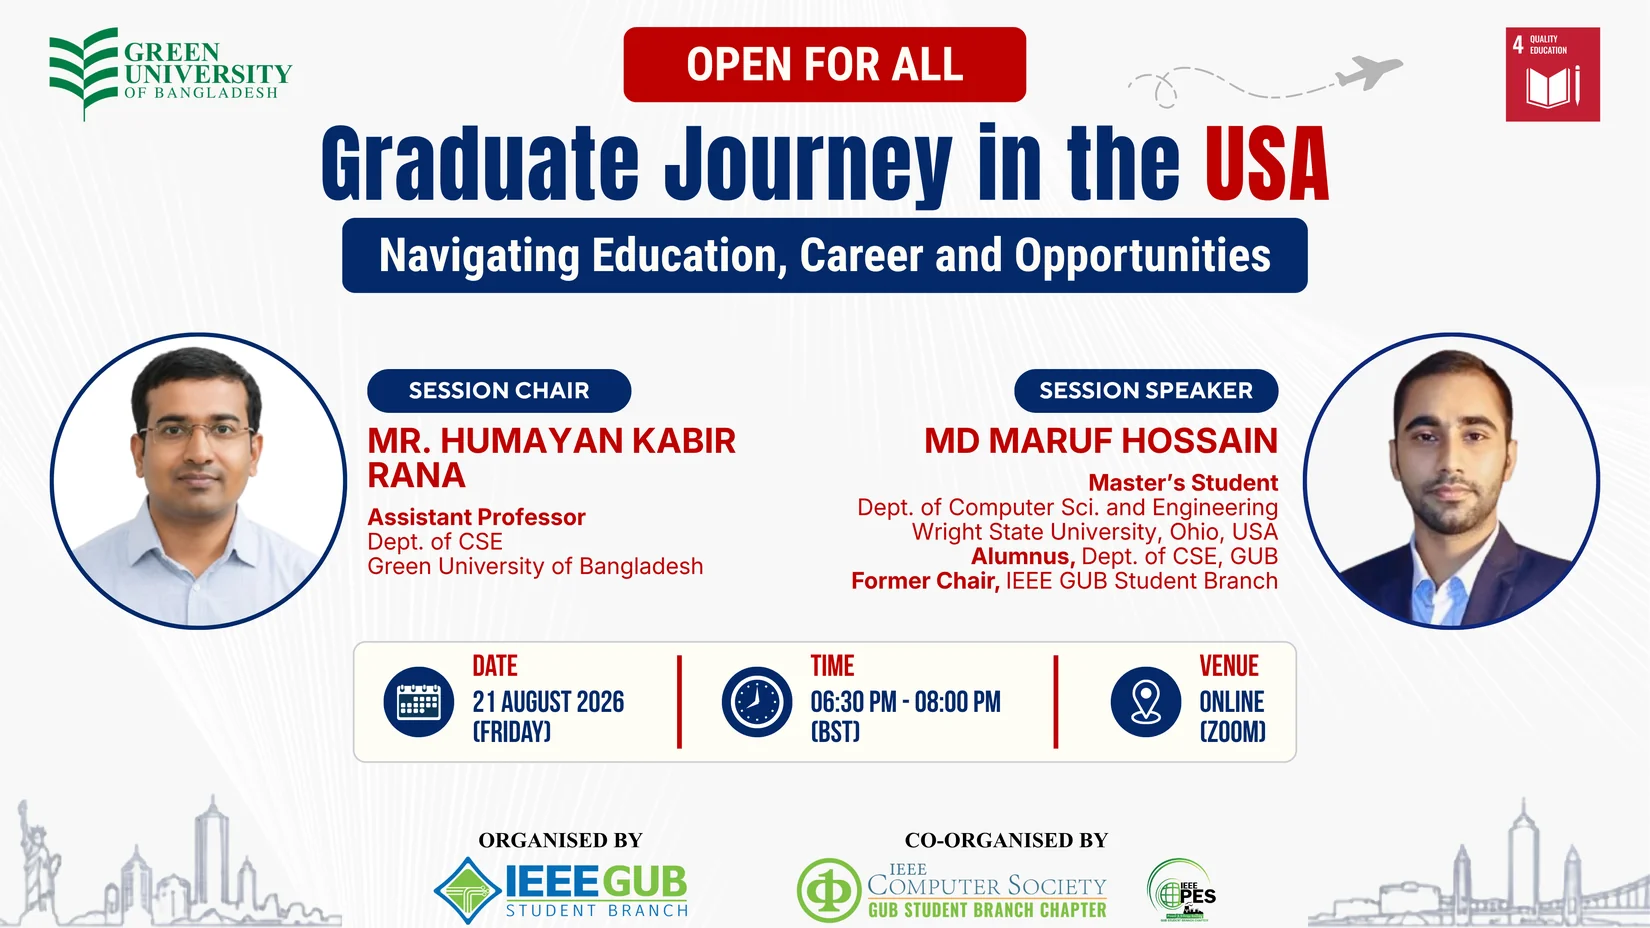 GREEN
UNIVERSITY
OF BANGLADESH
OPEN FOR ALL
4 QUALITY
EDUCATION
Graduate Journey in the USA
Navigating Education, Career and Opportunities
SESSION CHAIR
MR. HUMAYAN KABIR
RANA
Assistant Professor
Dept. of CSE
Green University of Bangladesh
SESSION SPEAKER
MD MARUF HOSSAIN
Master's Student
Dept. of Computer Sci. and Engineering
Wright State University, Ohio, USA
Alumnus, Dept. of CSE, GUB
Former Chair, IEEE GUB Student Branch
DATE
21 AUGUST 2026
(FRIDAY)
TIME
06:30 PM - 08:00 PM
(BST)
VENUE
ONLINE
(ZOOM)
ORGANISED BY
IEEE GUB
STUDENT BRANCH
CO-ORGANISED BY
IEEE
COMPUTER SOCIETY
GUB STUDENT BRANCH CHAPTER
IEEE
PES